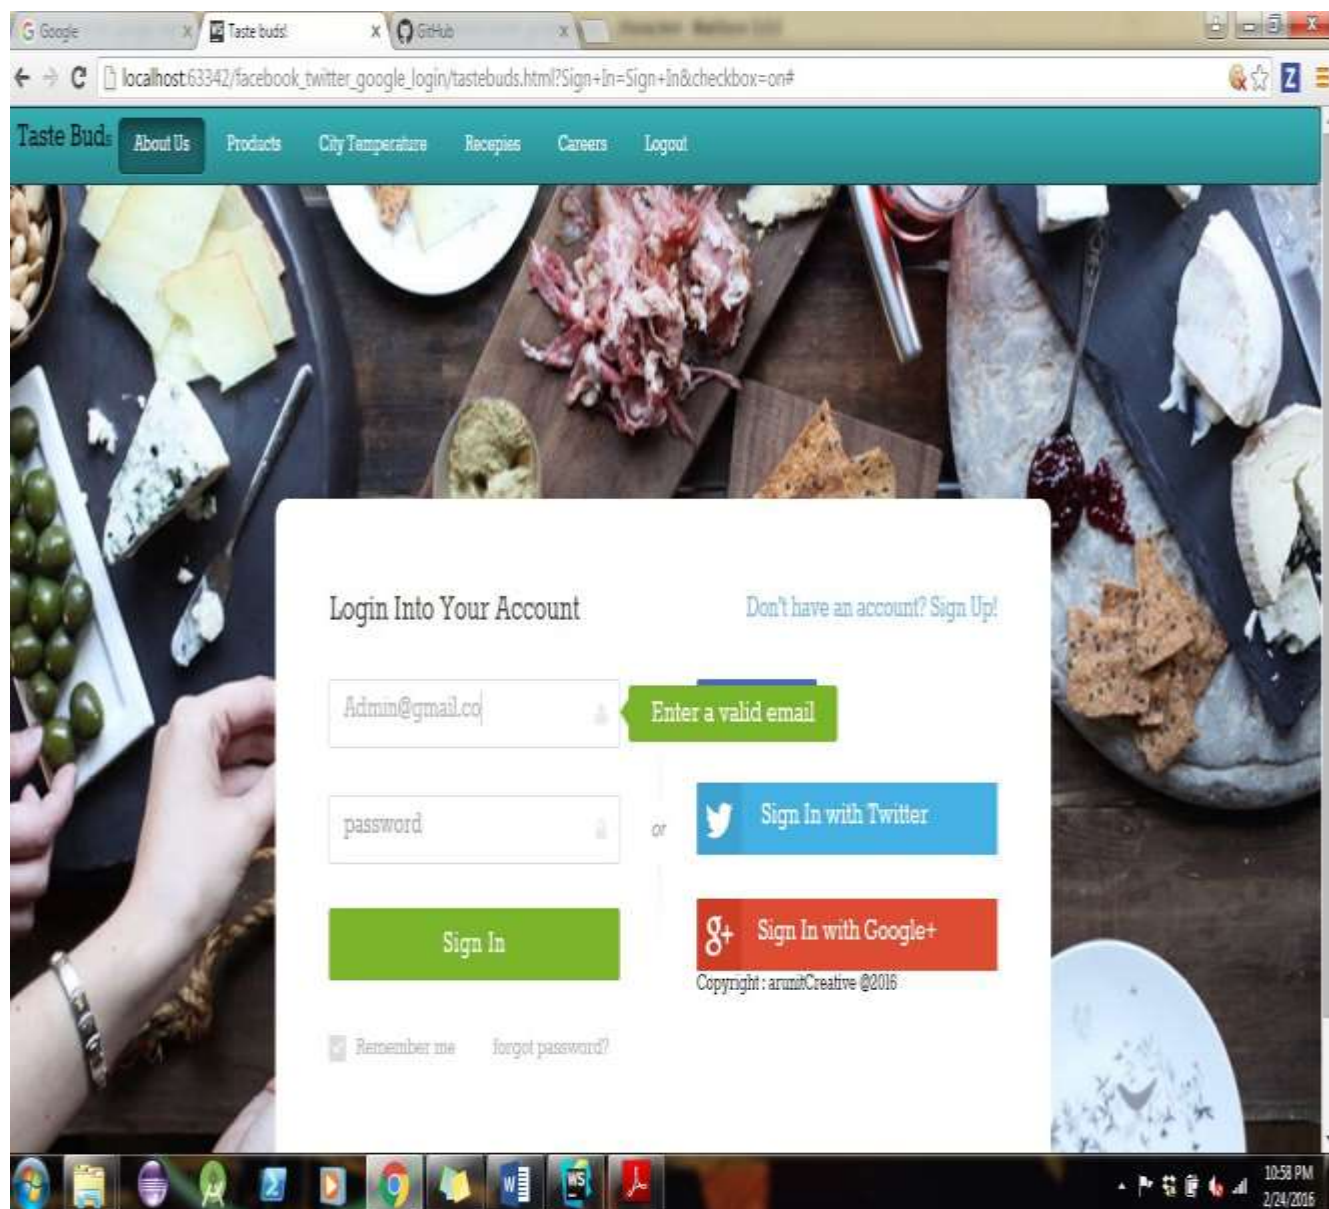 Google
Taste buds!
GitHub
localhost:63342/facebook_twitter_google_login/tastebuds.html?Sign+In=Sign+In&checkbox=on#
Z
Taste Buds
About Us
Products
City Temperature
Recepies
Careers
Logout
Login Into Your Account
Don't have an account? Sign Up!
Admin@gmail.co
Enter a valid email
password
or
Sign In with Twitter
Sign In
g+ Sign In with Google+
Copyright : arunitCreative @2016
Remember me
forgot password?
W
WS
10:58 PM
2/24/2016